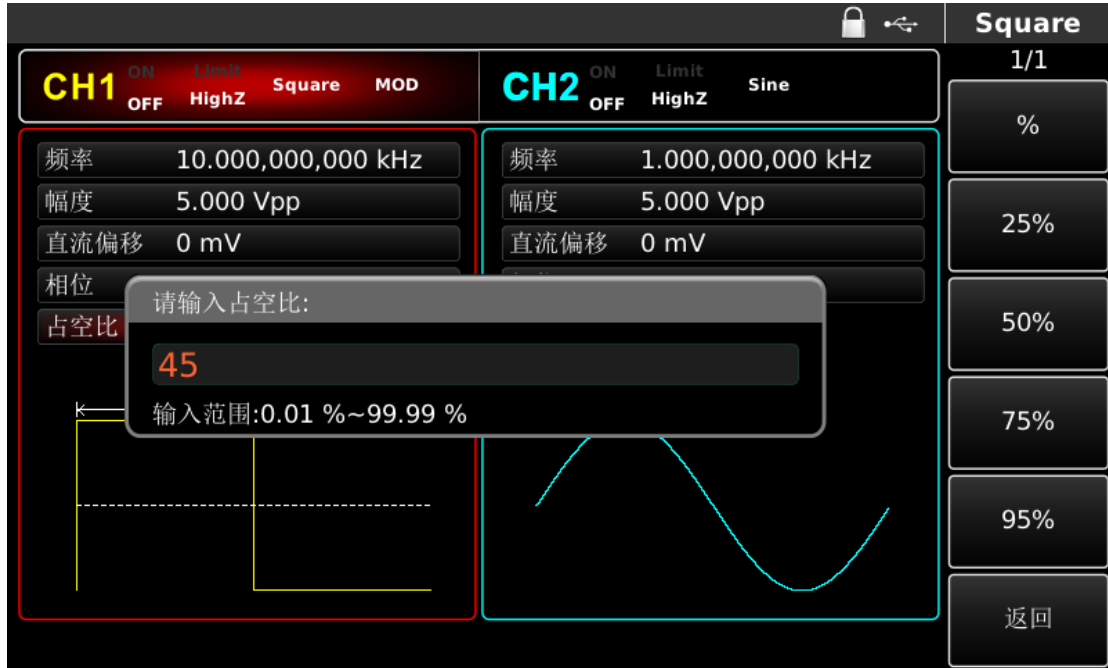 Square
1/1
CH1 ON OFF Limit HighZ Square MOD
CH2 ON OFF Limit HighZ Sine
频率 10.000,000,000 kHz
幅度 5.000 Vpp
直流偏移 0 mV
相位
占空比
频率 1.000,000,000 kHz
幅度 5.000 Vpp
直流偏移 0 mV
请输入占空比:
45
输入范围:0.01 %~99.99 %
%
25%
50%
75%
95%
返回